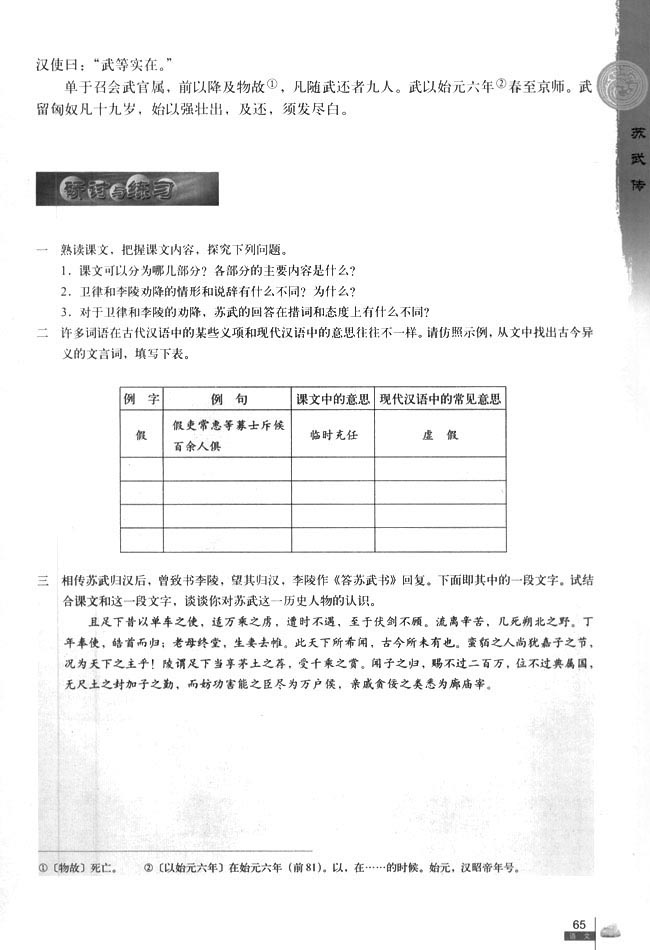 汉使曰：“武等实在。”
单于召会武官属，前以降及物故①，凡随武还者九人。武以始元六年②春至京师。武
留匈奴凡十九岁，始以强壮出，及还，须发尽白。
苏武传
研讨与练习
一 熟读课文，把握课文内容，探究下列问题。
1．课文可以分为哪几部分？各部分的主要内容是什么？
2．卫律和李陵劝降的情形和说辞有什么不同？为什么？
3．对于卫律和李陵的劝降，苏武的回答在措词和态度上有什么不同？
二 许多词语在古代汉语中的某些义项和现代汉语中的意思往往不一样。请仿照示例，从文中找出古今异
义的文言词，填写下表。
例 字 例 句 课文中的意思 现代汉语中的常见意思
假 假吏常惠等募士斥候 临时充任 虚 假
百余人俱
三 相传苏武归汉后，曾致书李陵，望其归汉，李陵作《答苏武书》回复。下面即其中的一段文字。试结
合课文和这一段文字，谈谈你对苏武这一历史人物的认识。
且足下昔以单车之使，适万乘之虏，遭时不遇，至于伏剑不顾。流离辛苦，几死朔北之野。丁
年奉使，皓首而归；老母终堂，生妻去帷。此天下所希闻，古今所未有也。蛮貊之人尚犹嘉子之节，
况为天下之主乎！陵谓足下当享茅土之荐，受千乘之赏。闻子之归，赐不过二百万，位不过典属国，
无尺土之封加子之勤，而妨功害能之臣尽为万户侯，亲戚贪佞之类悉为廊庙宰。
①〔物故〕死亡。 ②〔以始元六年〕在始元六年（前81）。以，在……的时候。始元，汉昭帝年号。
65
语 文